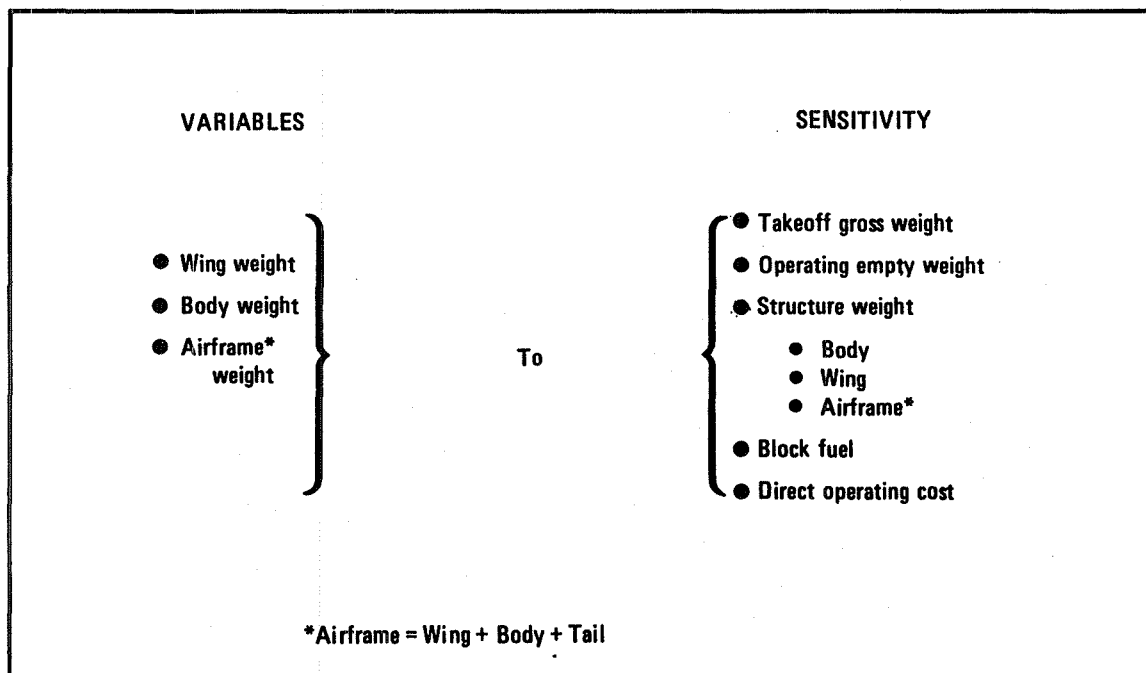 VARIABLES
SENSITIVITY
● Wing weight
● Body weight
● Airframe*
weight
To
● Takeoff gross weight
● Operating empty weight
● Structure weight
● Body
● Wing
● Airframe*
● Block fuel
● Direct operating cost
*Airframe = Wing + Body + Tail